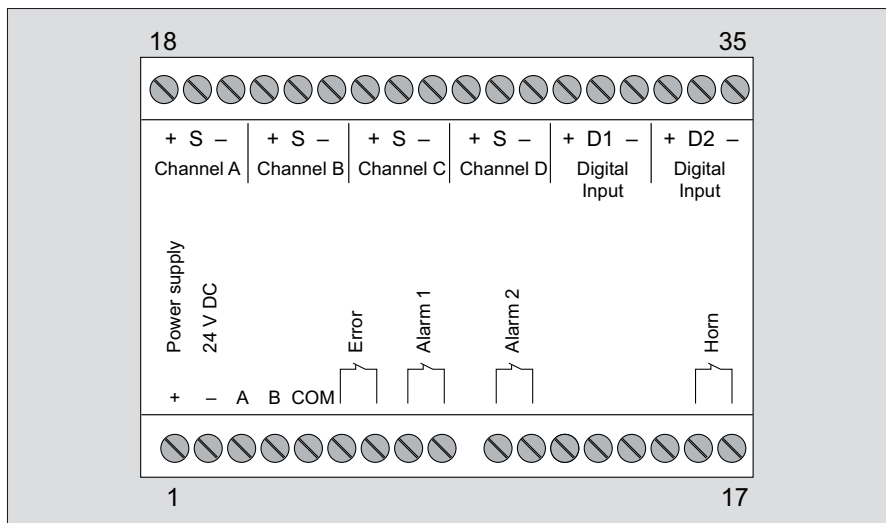 18 35
+ S – + S – + S – + S – + D1 – + D2 –
Channel A Channel B Channel C Channel D Digital Input Digital Input
Power supply
24 V DC
Error
Alarm 1
Alarm 2
Horn
+ – A B COM
1 17